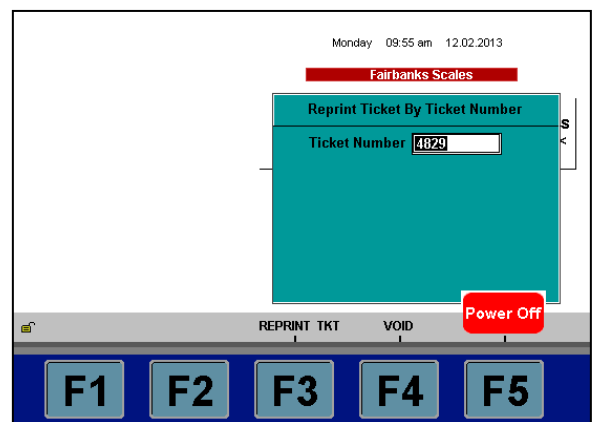 Monday 09:55 am 12.02.2013
Fairbanks Scales
Reprint Ticket By Ticket Number
S
Ticket Number 4829
<
Power Off
REPRINT TKT VOID
F1 F2 F3 F4 F5